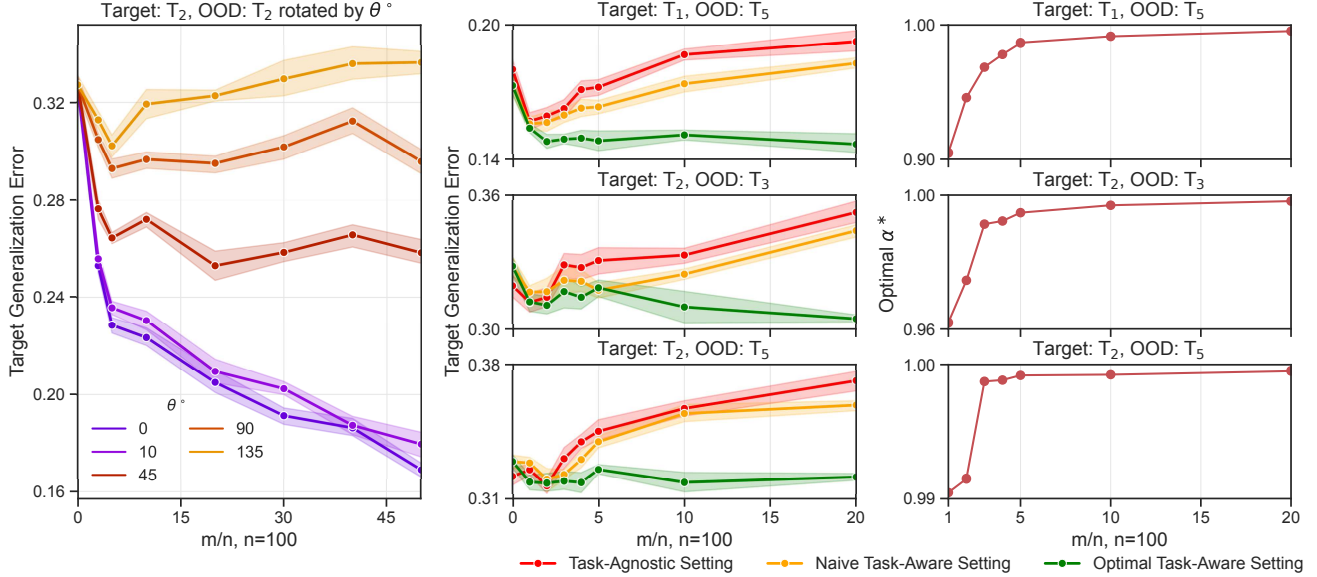 Target: T₂, OOD: T₂ rotated by θ°
Target Generalization Error
0.32
0.28
0.24
0.20
0.16
θ°
0
10
45
90
135
0
15
30
45
m/n, n=100
Target: T₁, OOD: T₅
0.20
0.14
Target: T₂, OOD: T₃
0.36
0.30
Target: T₂, OOD: T₅
0.38
0.31
Target Generalization Error
0
5
10
15
20
m/n, n=100
Target: T₁, OOD: T₅
1.00
0.90
Target: T₂, OOD: T₃
1.00
0.96
Target: T₂, OOD: T₅
1.00
0.99
Optimal α*
1
5
10
15
20
m/n, n=100
Task-Agnostic Setting
Naive Task-Aware Setting
Optimal Task-Aware Setting